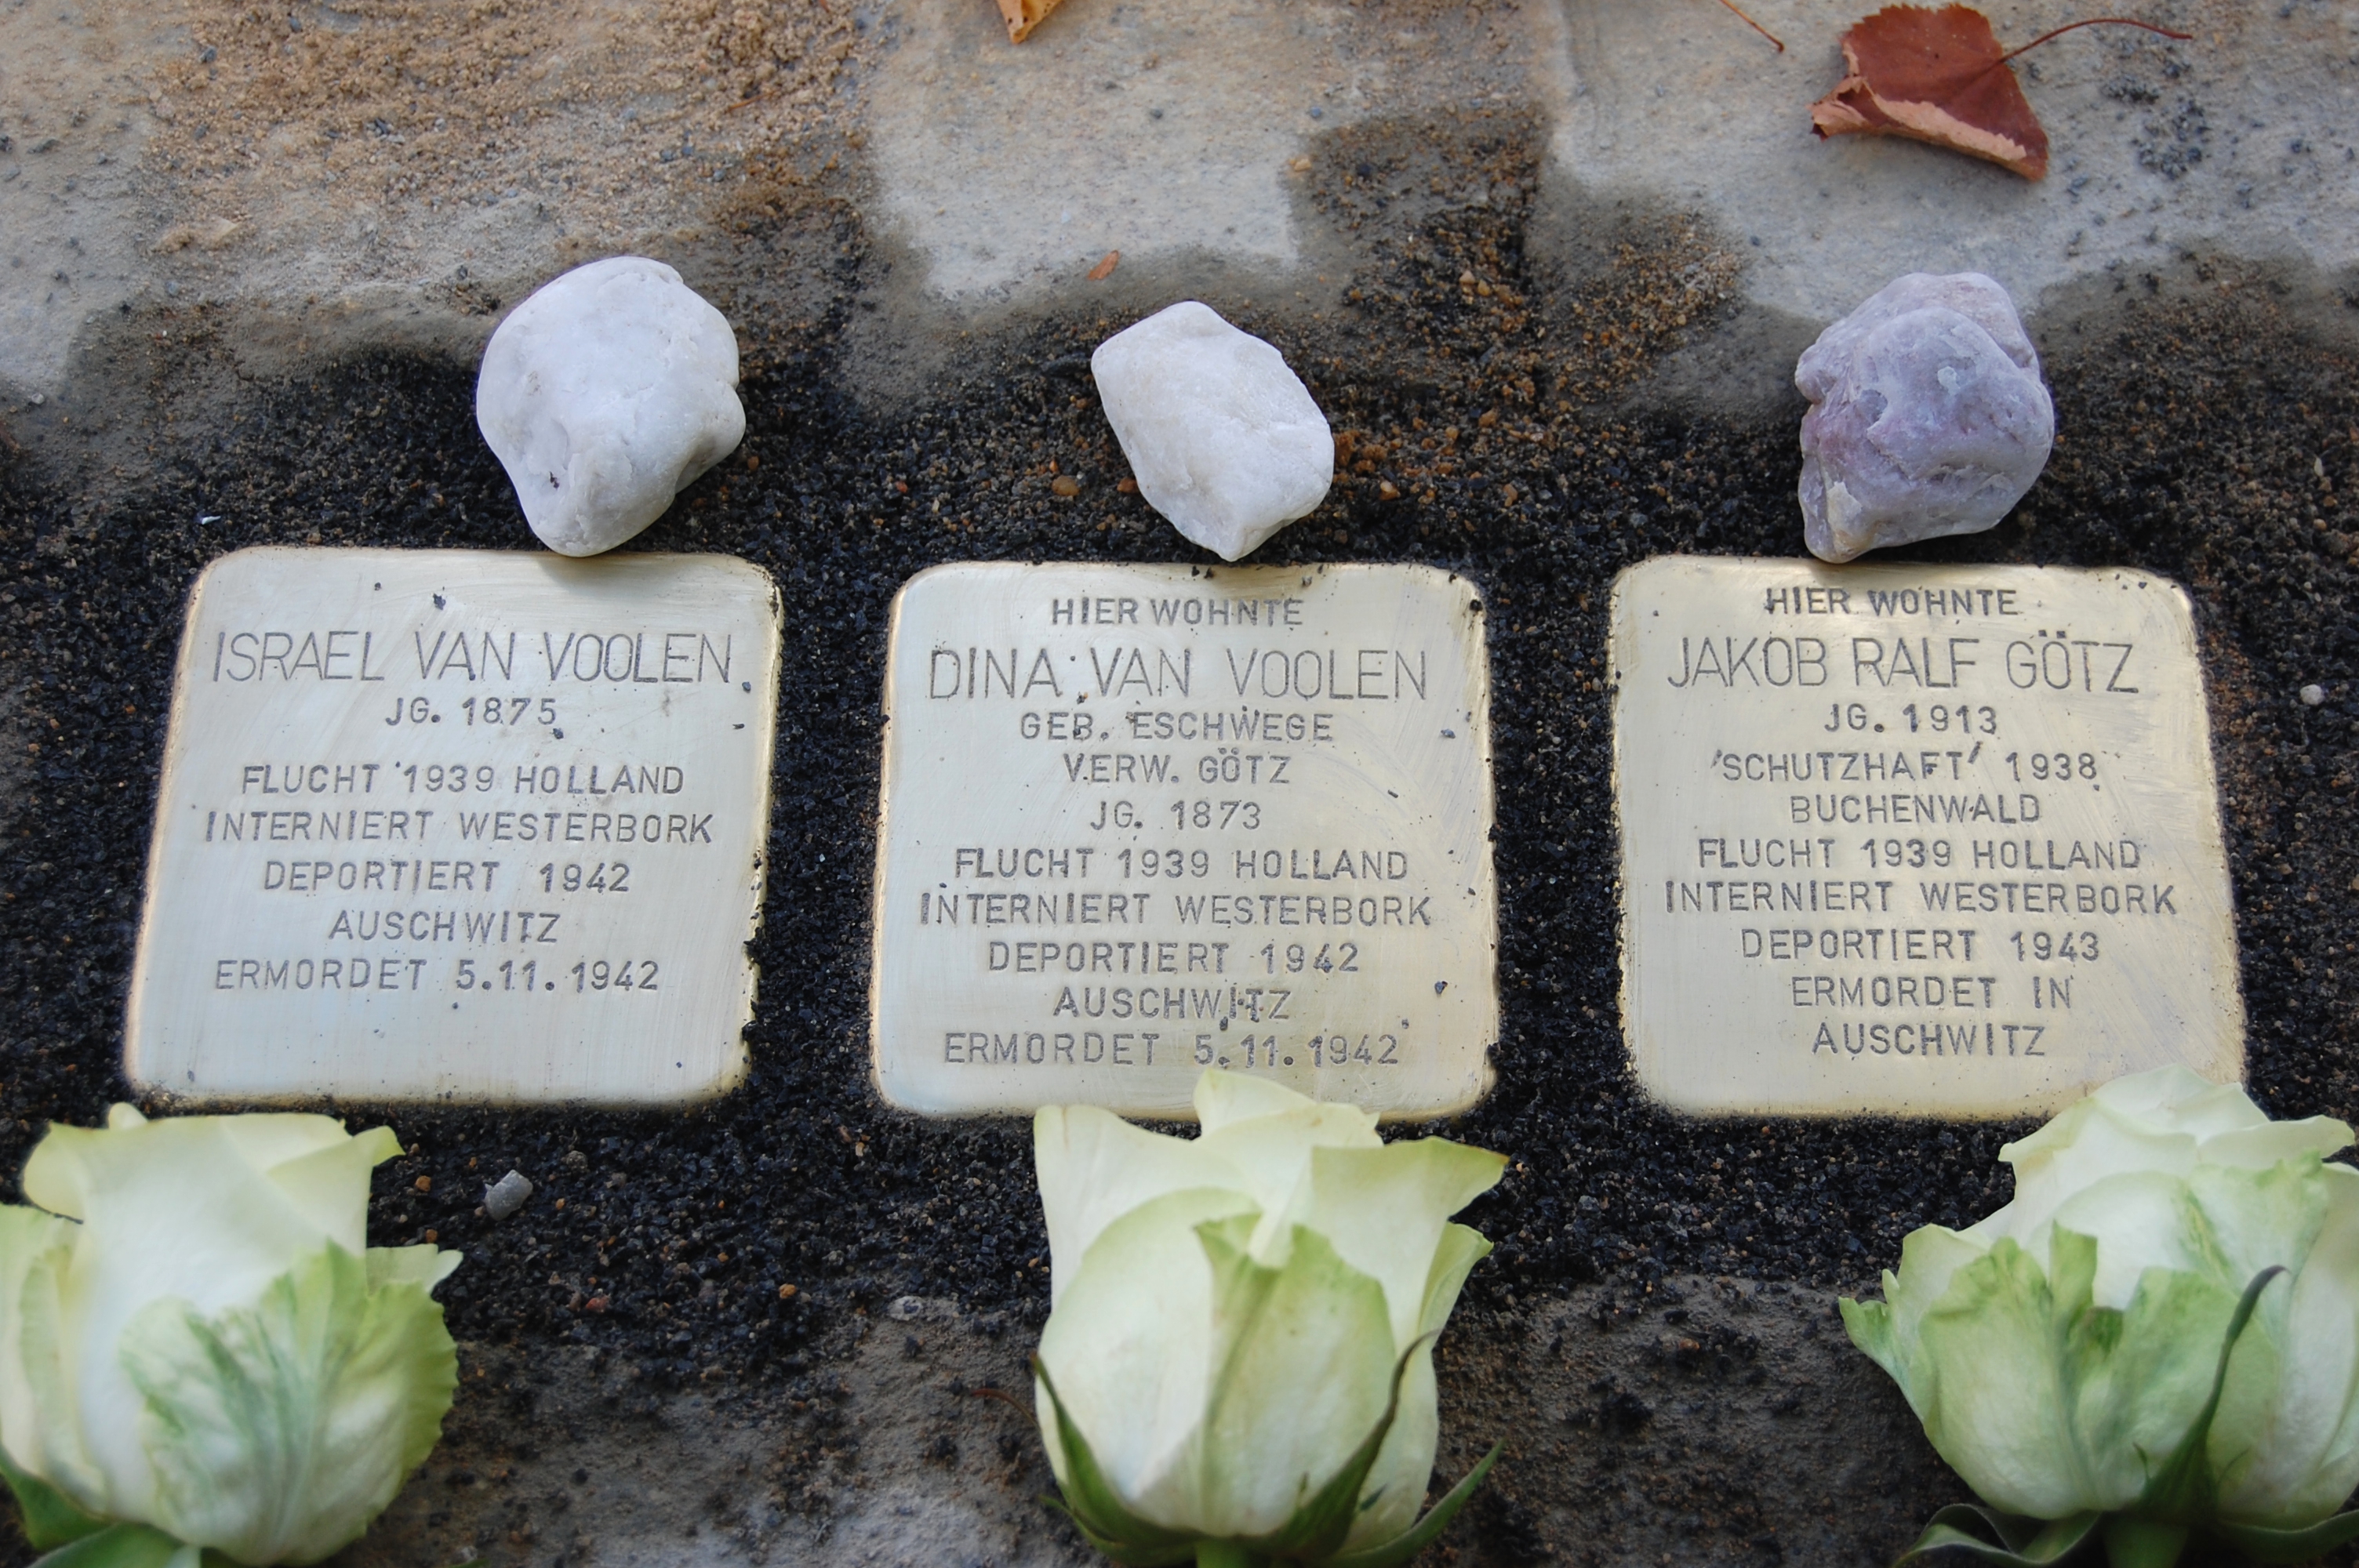 ISRAEL VAN VOOLEN
JG. 1875
FLUCHT 1939 HOLLAND
INTERNIERT WESTERBORK
DEPORTIERT 1942
AUSCHWITZ
ERMORDET 5.11.1942
HIER WOHNTE
DINA VAN VOOLEN
GEB. ESCHWEGE
VERW. GÖTZ
JG. 1873
FLUCHT 1939 HOLLAND
INTERNIERT WESTERBORK
DEPORTIERT 1942
AUSCHWITZ
ERMORDET 5.11.1942
HIER WOHNTE
JAKOB RALF GÖTZ
JG. 1913
'SCHUTZHAFT' 1938
BUCHENWALD
FLUCHT 1939 HOLLAND
INTERNIERT WESTERBORK
DEPORTIERT 1943
ERMORDET IN
AUSCHWITZ